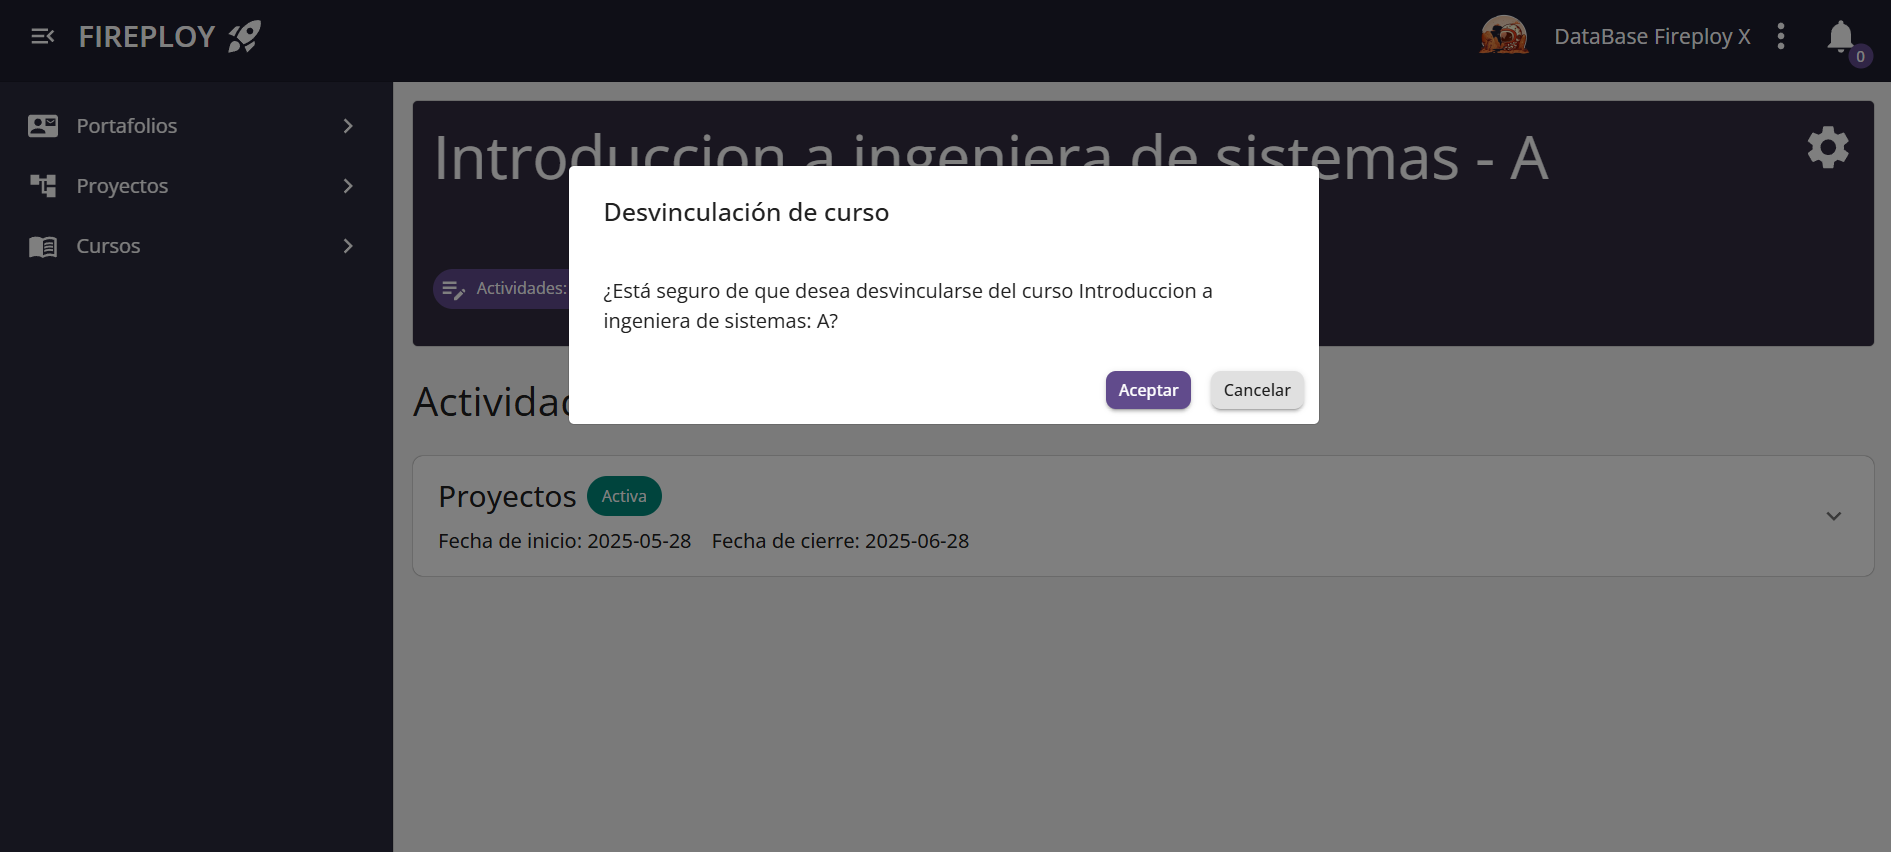 FIREPLOY
DataBase Fireploy X
0
Portafolios
Proyectos
Cursos
Introduccion a ingeniera de sistemas - A
Desvinculación de curso
¿Está seguro de que desea desvincularse del curso Introduccion a
ingeniera de sistemas: A?
Aceptar
Cancelar
Actividades:
Proyectos
Activa
Fecha de inicio: 2025-05-28
Fecha de cierre: 2025-06-28